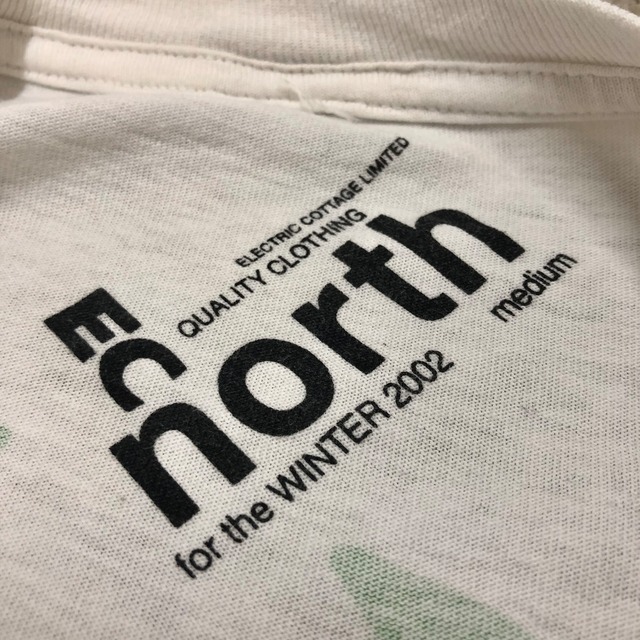 ELECTRIC COTTAGE LIMITED
QUALITY CLOTHING
EC
north
medium
for the WINTER 2002